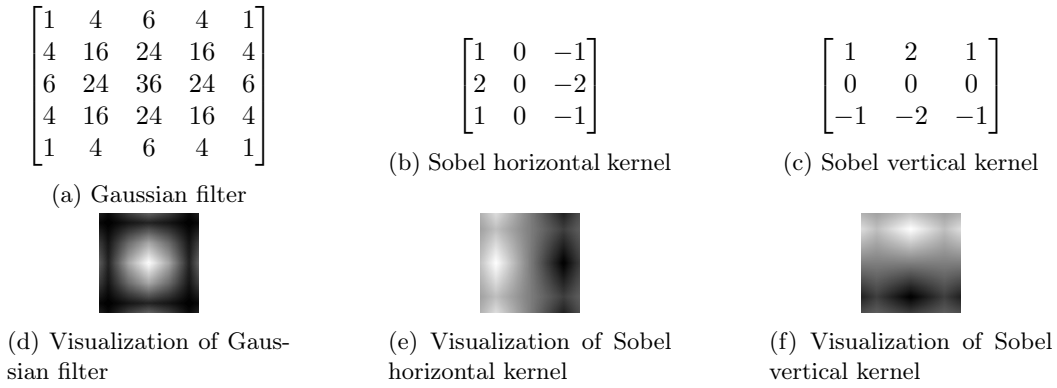 1 4 6 4 1
4 16 24 16 4
6 24 36 24 6
4 16 24 16 4
1 4 6 4 1
(a) Gaussian filter
1 0 −1
2 0 −2
1 0 −1
(b) Sobel horizontal kernel
1 2 1
0 0 0
−1 −2 −1
(c) Sobel vertical kernel
(d) Visualization of Gaus-
sian filter
(e) Visualization of Sobel
horizontal kernel
(f) Visualization of Sobel
vertical kernel